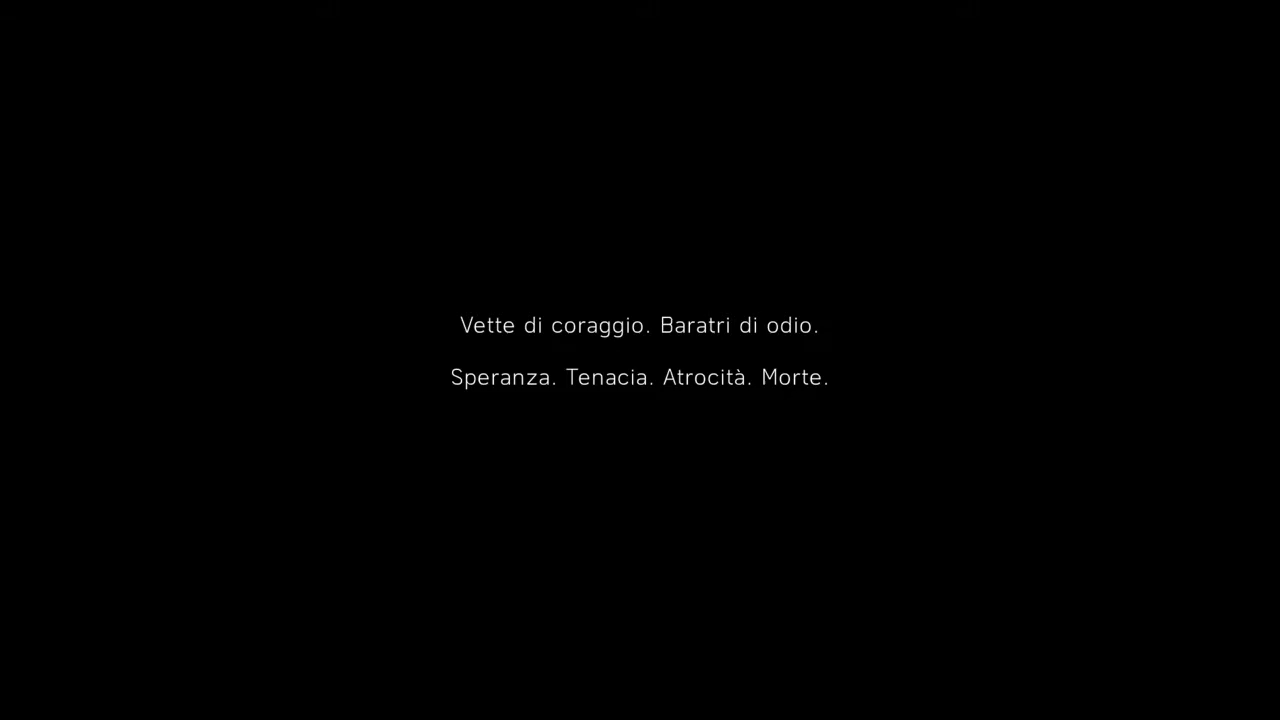 Vette di coraggio. Baratri di odio.
Speranza. Tenacia. Atrocità. Morte.